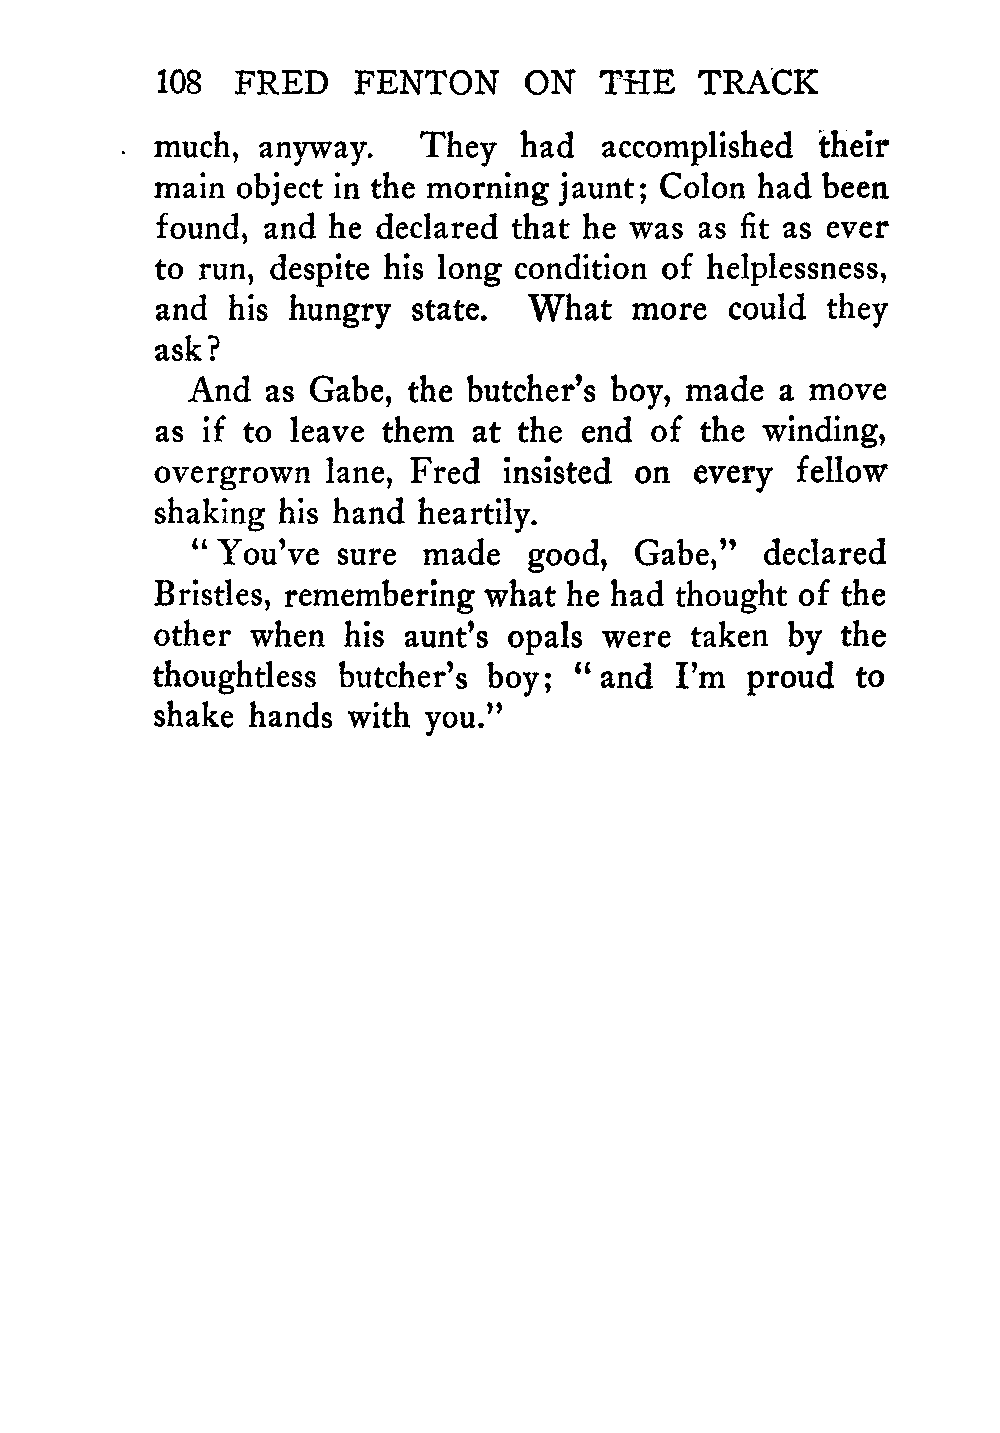 108 FRED FENTON ON THE TRACK
much, anyway. They had accomplished their
main object in the morning jaunt; Colon had been
found, and he declared that he was as fit as ever
to run, despite his long condition of helplessness,
and his hungry state. What more could they
ask?
And as Gabe, the butcher's boy, made a move
as if to leave them at the end of the winding,
overgrown lane, Fred insisted on every fellow
shaking his hand heartily.
"You've sure made good, Gabe," declared
Bristles, remembering what he had thought of the
other when his aunt's opals were taken by the
thoughtless butcher's boy; "and I'm proud to
shake hands with you."